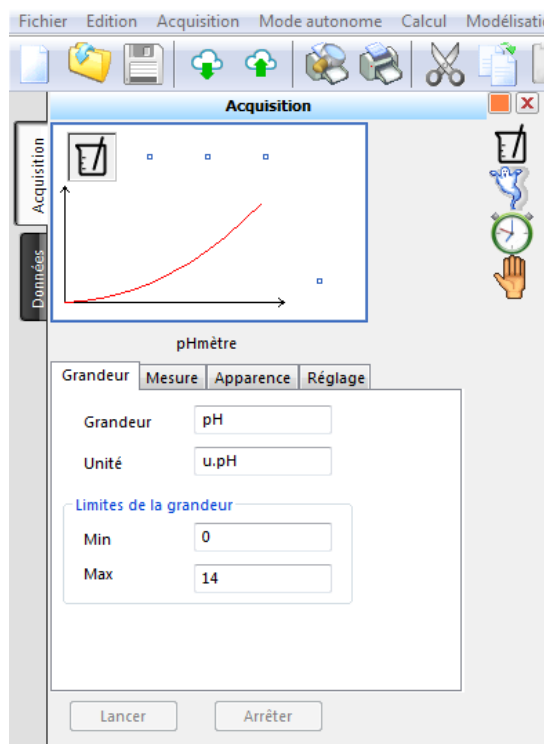 Fichier Edition Acquisition Mode autonome Calcul
Acquisition
Acquisition
Données
pHmètre
Grandeur Mesure Apparence Réglage
Grandeur pH
Unité u.pH
Limites de la grandeur
Min 0
Max 14
Lancer Arrêter